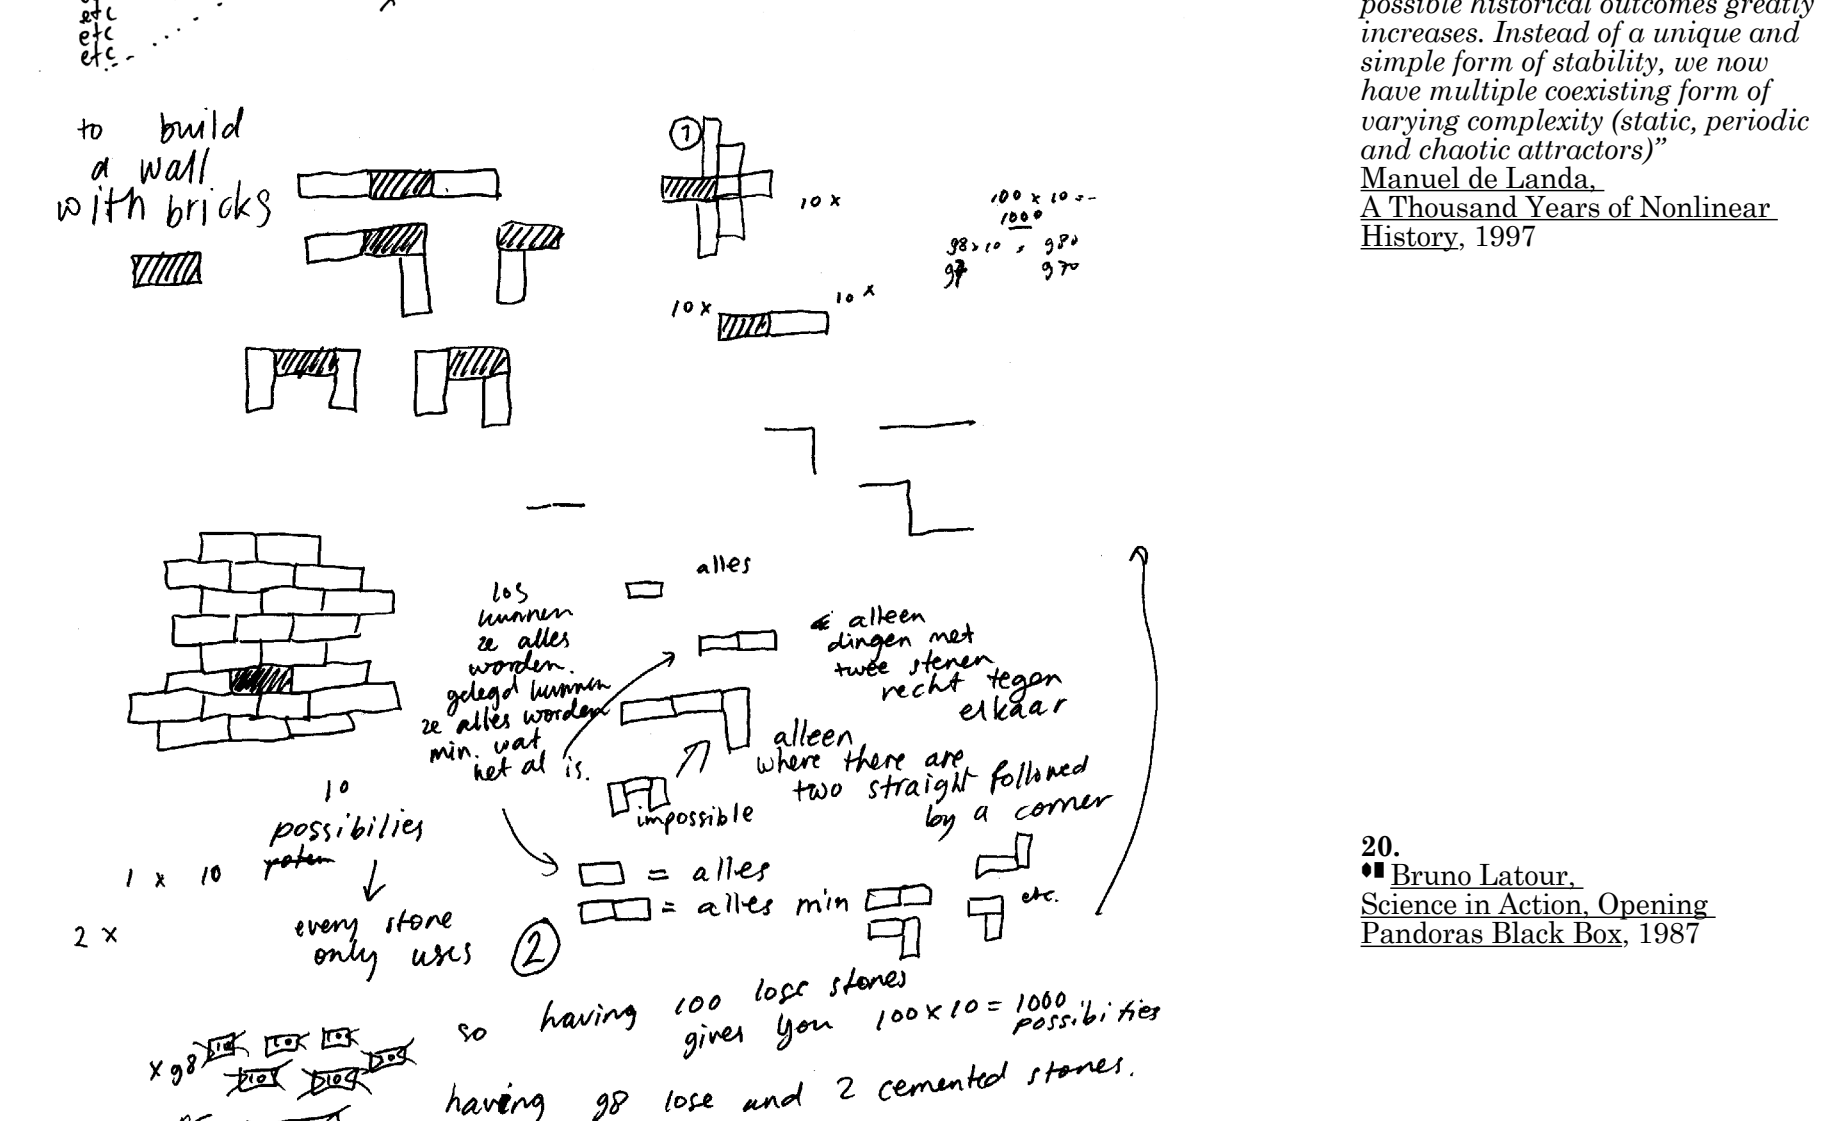 etc
etc
etc
to build
a wall
with bricks
1
10 x
100 x 10 =
1000
98 x 10 = 980
97 970
10 x
10 x
los
kunnen
ze alles
worden.
gelegd kunnen
ze alles worden
min. wat
het al is.
alles
alleen
dingen met
twee stenen
recht tegen
elkaar
alleen
where there are
two straight followed
by a corner
impossible
10
possibilies
1 x 10
2 x
every stone
only uses
2
= alles
= alles min
etc.
so having 100 lose stones
gives you 100 x 10 = 1000
possibities
x 98
10
10
10
10
10
10
having 98 lose and 2 cemented stones.
possible historical outcomes greatly
increases. Instead of a unique and
simple form of stability, we now
have multiple coexisting form of
varying complexity (static, periodic
and chaotic attractors)”
Manuel de Landa,
A Thousand Years of Nonlinear
History, 1997
20.
Bruno Latour,
Science in Action, Opening
Pandoras Black Box, 1987